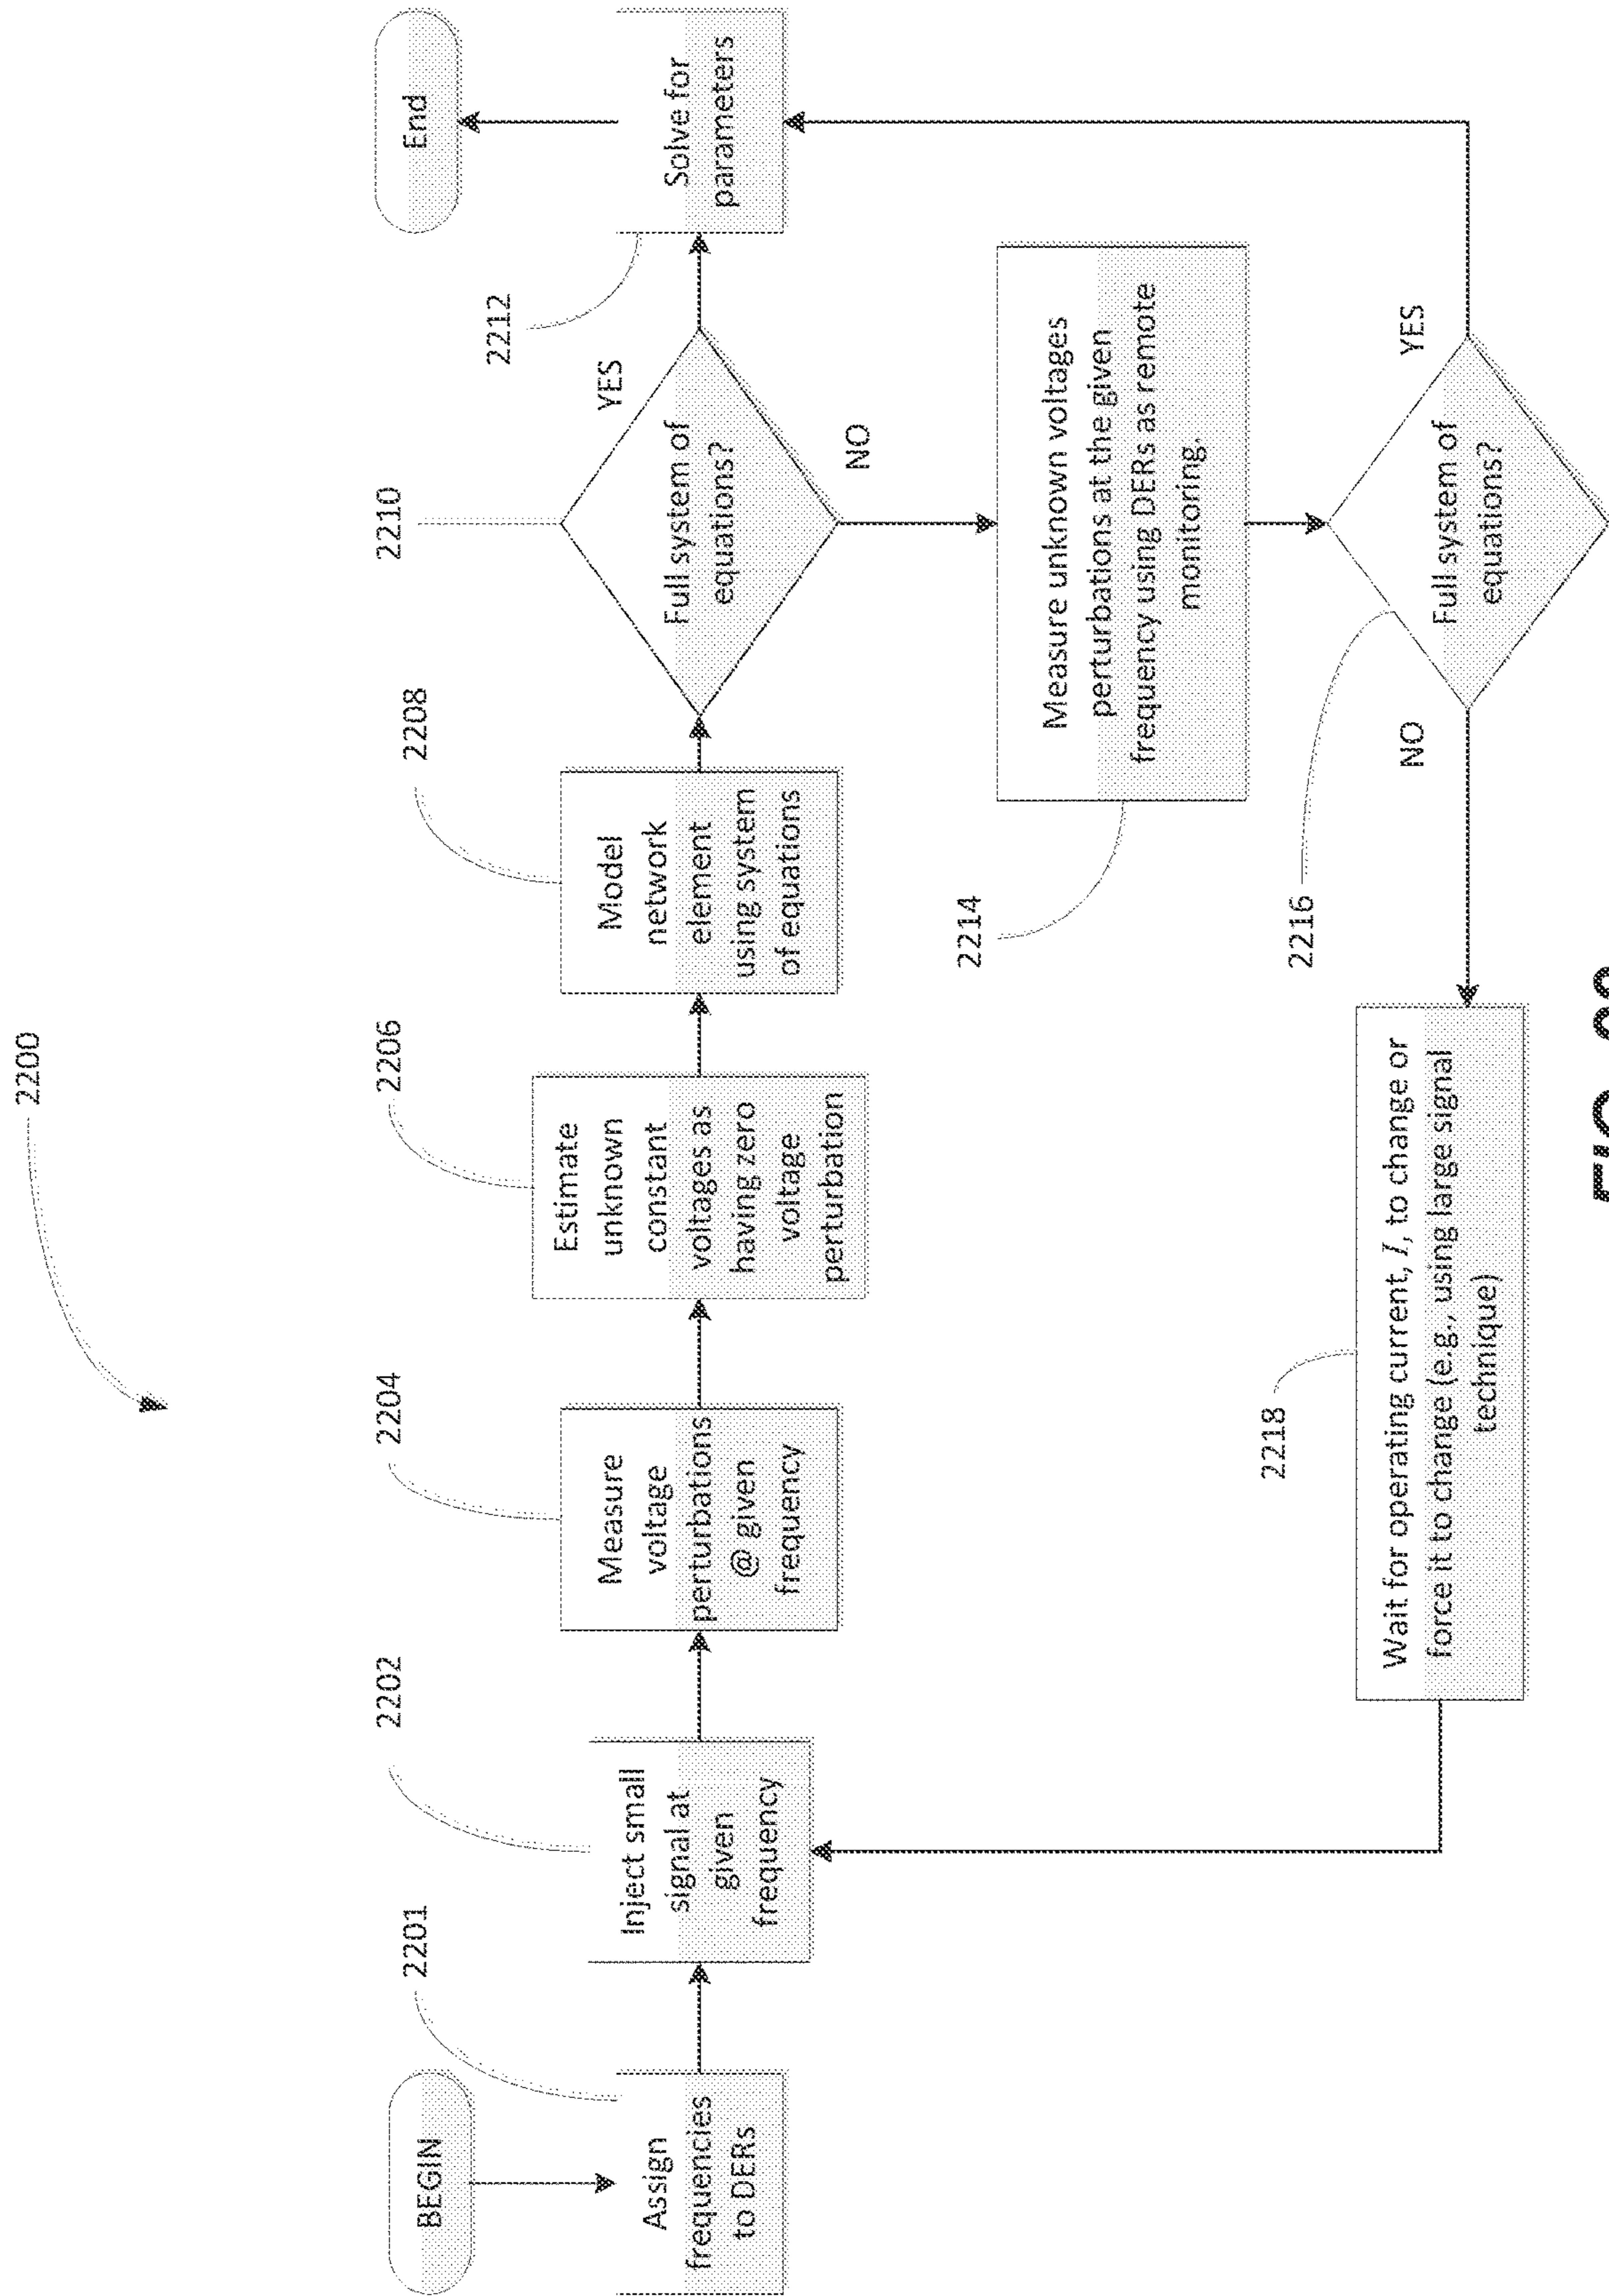 2200
BEGIN
2201
Assign
frequencies
to DERs
2202
Inject small
signal at
given
frequency
2204
Measure
voltage
perturbations
@ given
frequency
2206
Estimate
unknown
constant
voltages as
having zero
voltage
perturbation
2208
Model
network
element
using system
of equations
2210
Full system of
equations?
YES
NO
2212
Solve for
parameters
End
2214
Measure unknown voltages
perturbations at the given
frequency using DERs as remote
monitoring.
2216
Full system of
equations?
YES
NO
2218
Wait for operating current, I, to change or
force it to change (e.g., using large signal
technique)